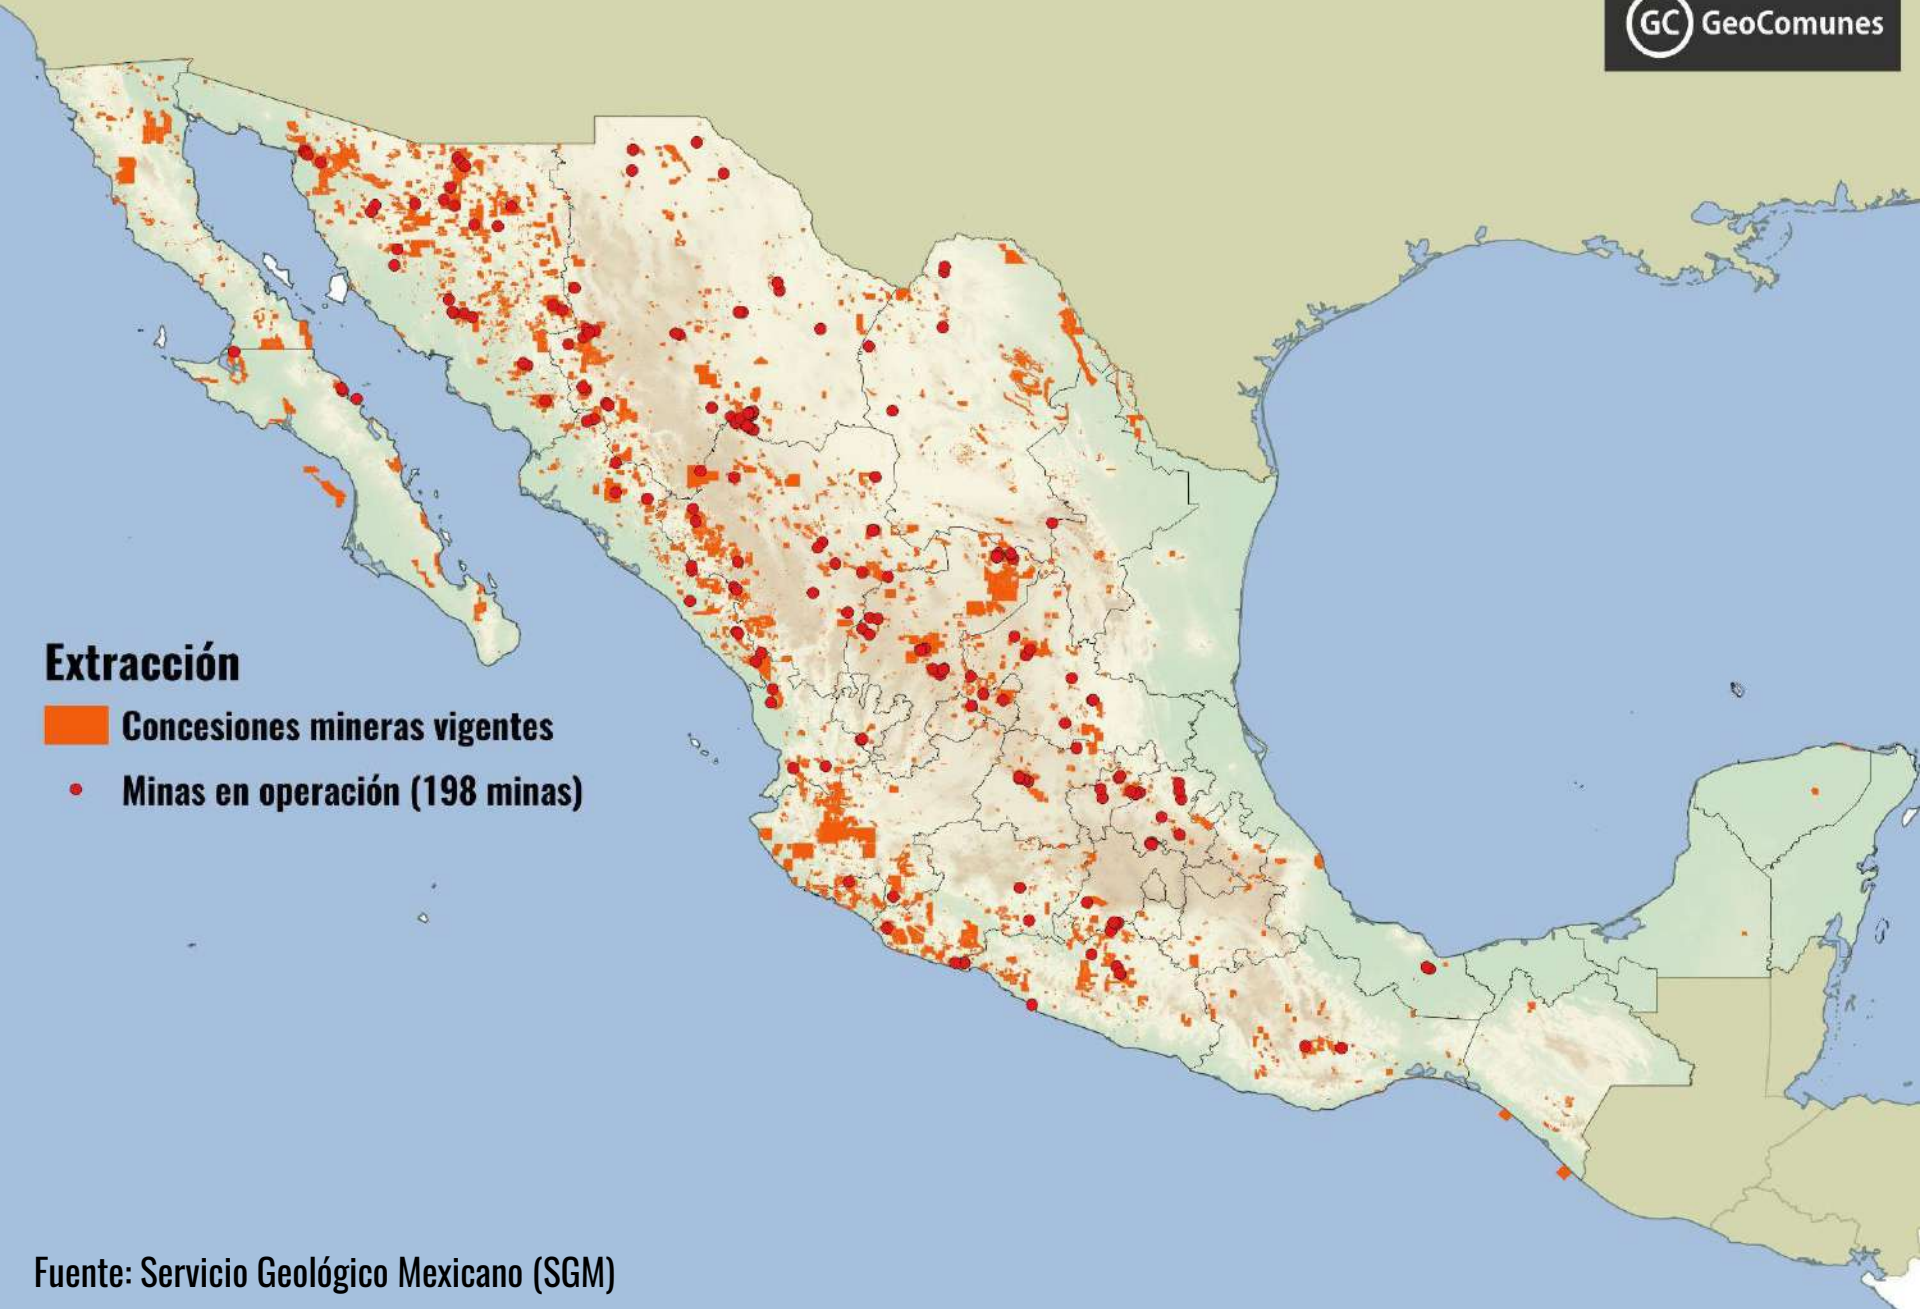 GC GeoComunes
Extracción
Concesiones mineras vigentes
Minas en operación (198 minas)
Fuente: Servicio Geológico Mexicano (SGM)